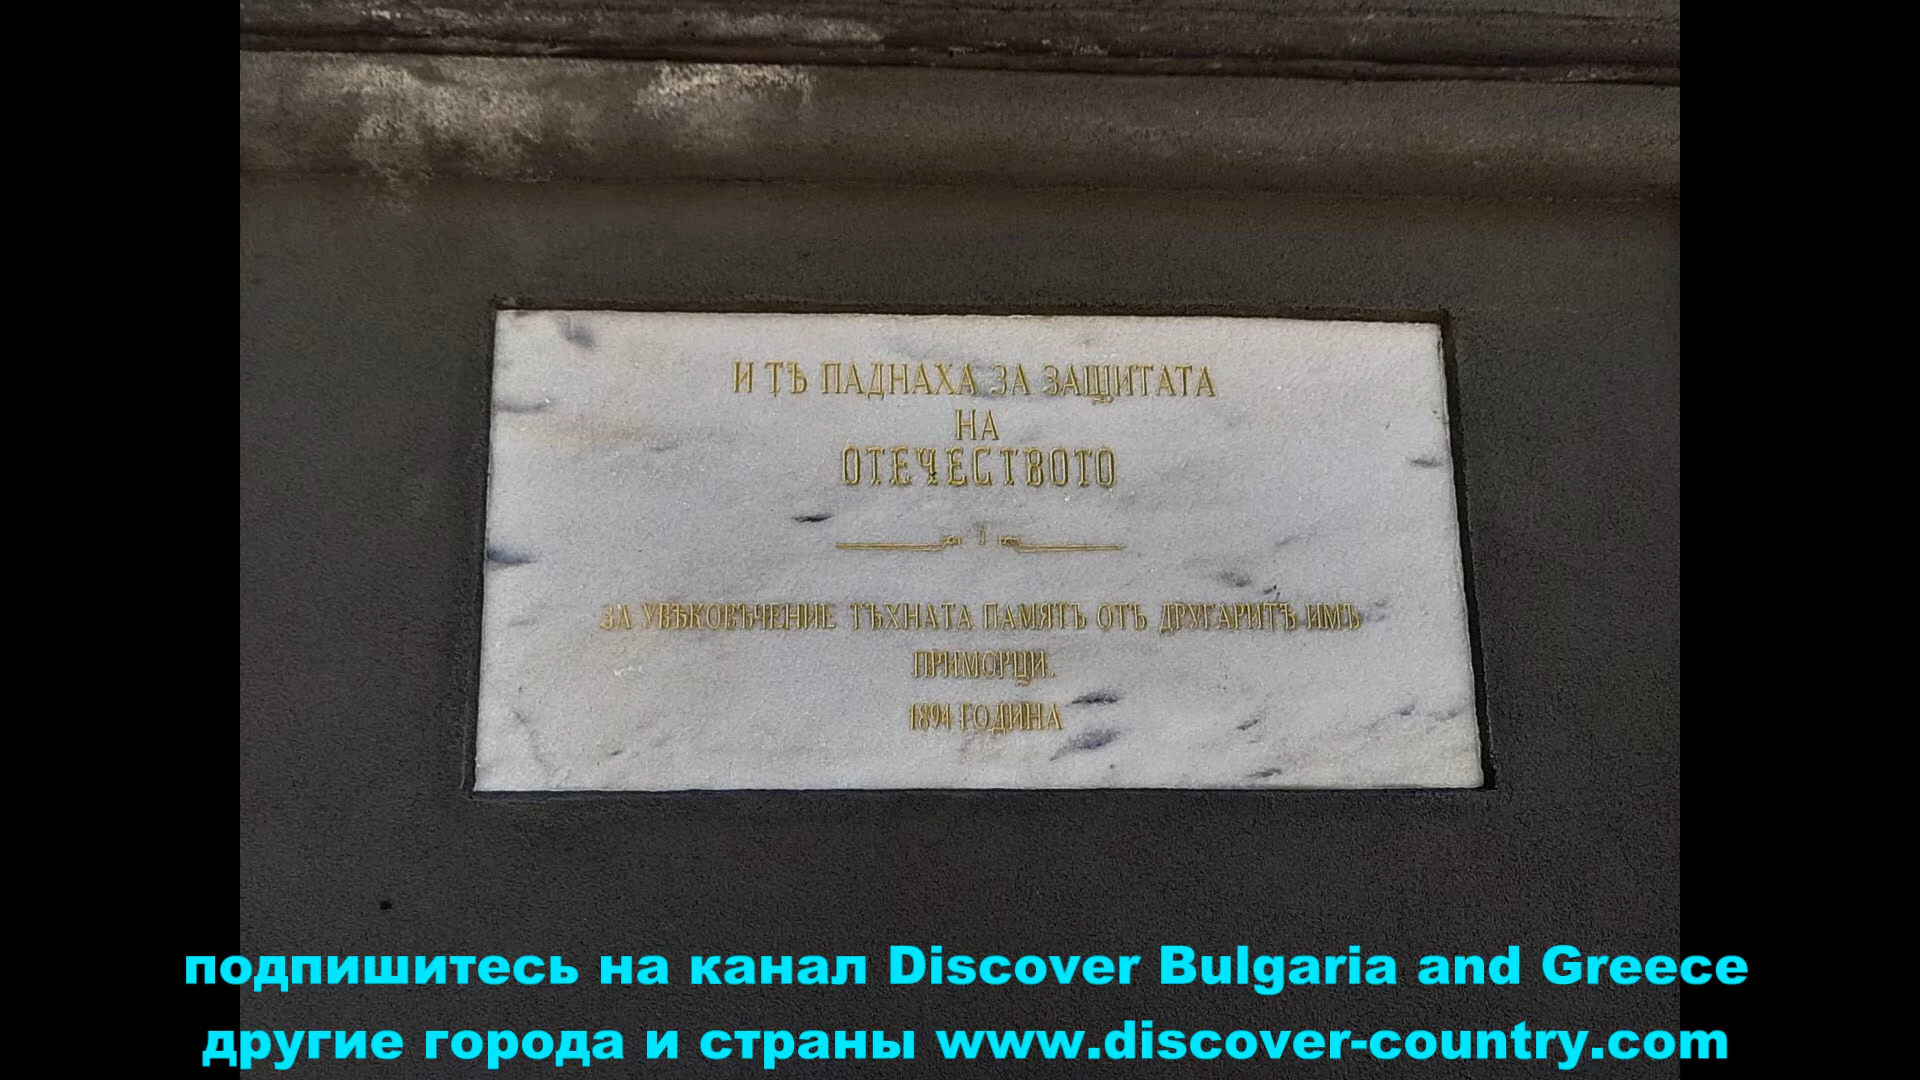 И ТѢ ПАДНАХА ЗА ЗАЩИТАТА
НА
ОТЕЧЕСТВОТО
ЗА УВѢКОВѢЧЕНИЕ ТѢХНАТА ПАМЯТЬ ОТЪ ДРУГАРИТѢ ИМЪ
ПРИМОРЦИ.
1894 ГОДИНА
подпишитесь на канал Discover Bulgaria and Greece
другие города и страны www.discover-country.com